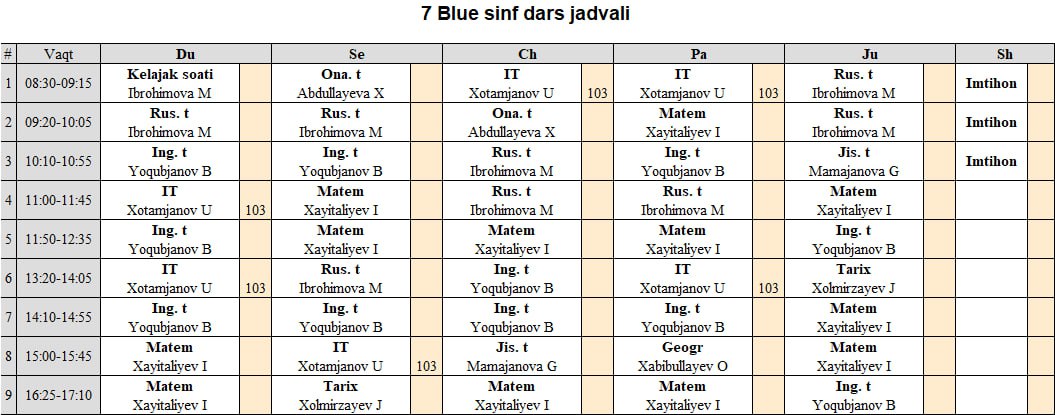 7 Blue sinf dars jadvali
# Vaqt Du Se Ch Pa Ju Sh
1 08:30-09:15 Kelajak soati Ona. t IT IT Rus. t Imtihon
Ibrohimova M Abdullayeva X Xotamjanov U 103 Xotamjanov U 103 Ibrohimova M
2 09:20-10:05 Rus. t Rus. t Ona. t Matem Rus. t Imtihon
Ibrohimova M Ibrohimova M Abdullayeva X Xayitaliyev I Ibrohimova M
3 10:10-10:55 Ing. t Ing. t Rus. t Ing. t Jis. t Imtihon
Yoqubjanov B Yoqubjanov B Ibrohimova M Yoqubjanov B Mamajanova G
4 11:00-11:45 IT Matem Rus. t Rus. t Matem
Xotamjanov U 103 Xayitaliyev I Ibrohimova M Ibrohimova M Xayitaliyev I
5 11:50-12:35 Ing. t Matem Matem Matem Ing. t
Yoqubjanov B Xayitaliyev I Xayitaliyev I Xayitaliyev I Yoqubjanov B
6 13:20-14:05 IT Rus. t Ing. t IT Tarix
Xotamjanov U 103 Ibrohimova M Yoqubjanov B Xotamjanov U 103 Xolmirzayev J
7 14:10-14:55 Ing. t Ing. t Ing. t Ing. t Matem
Yoqubjanov B Yoqubjanov B Yoqubjanov B Yoqubjanov B Xayitaliyev I
8 15:00-15:45 Matem IT Jis. t Geogr Matem
Xayitaliyev I Xotamjanov U 103 Mamajanova G Xabibullayev O Xayitaliyev I
9 16:25-17:10 Matem Tarix Matem Matem Ing. t
Xayitaliyev I Xolmirzayev J Xayitaliyev I Xayitaliyev I Yoqubjanov B